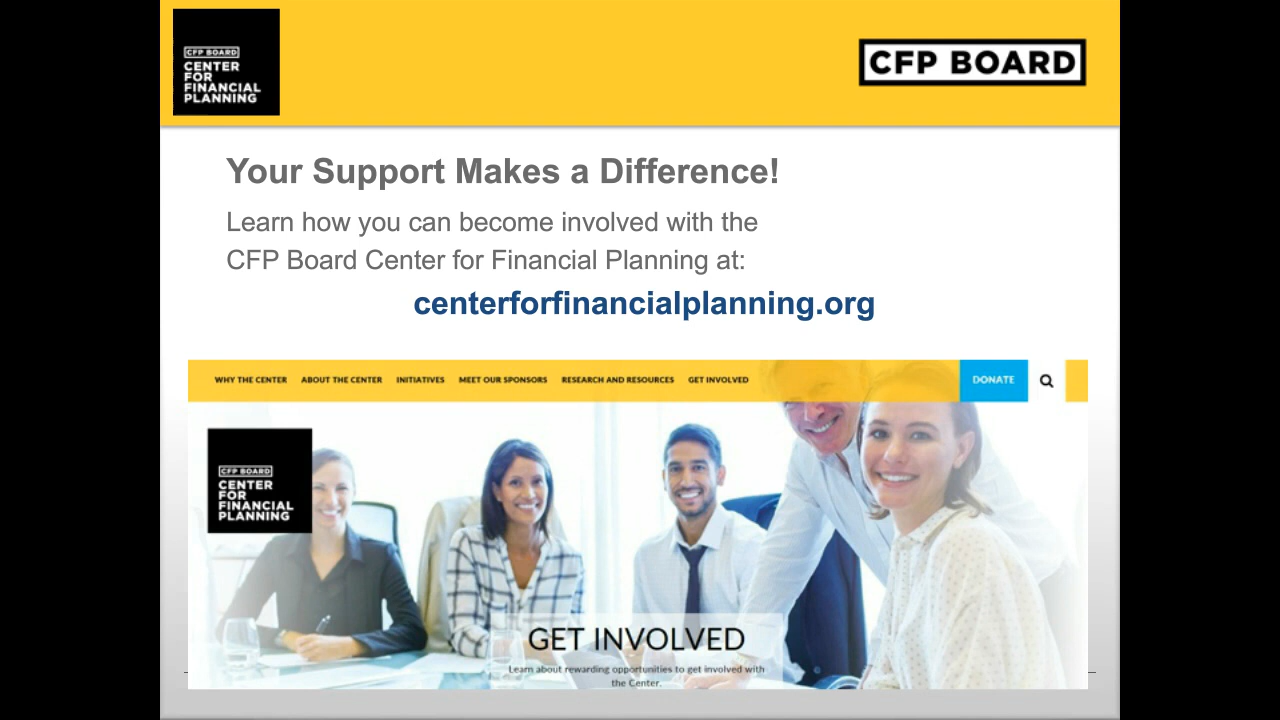 CFP BOARD
CENTER
FOR
FINANCIAL
PLANNING
CFP BOARD
Your Support Makes a Difference!
Learn how you can become involved with the
CFP Board Center for Financial Planning at:
centerforfinancialplanning.org
WHY THE CENTER ABOUT THE CENTER INITIATIVES MEET OUR SPONSORS RESEARCH AND RESOURCES GET INVOLVED DONATE
CFP BOARD
CENTER
FOR
FINANCIAL
PLANNING
GET INVOLVED
Learn about rewarding opportunities to get involved with
the Center.